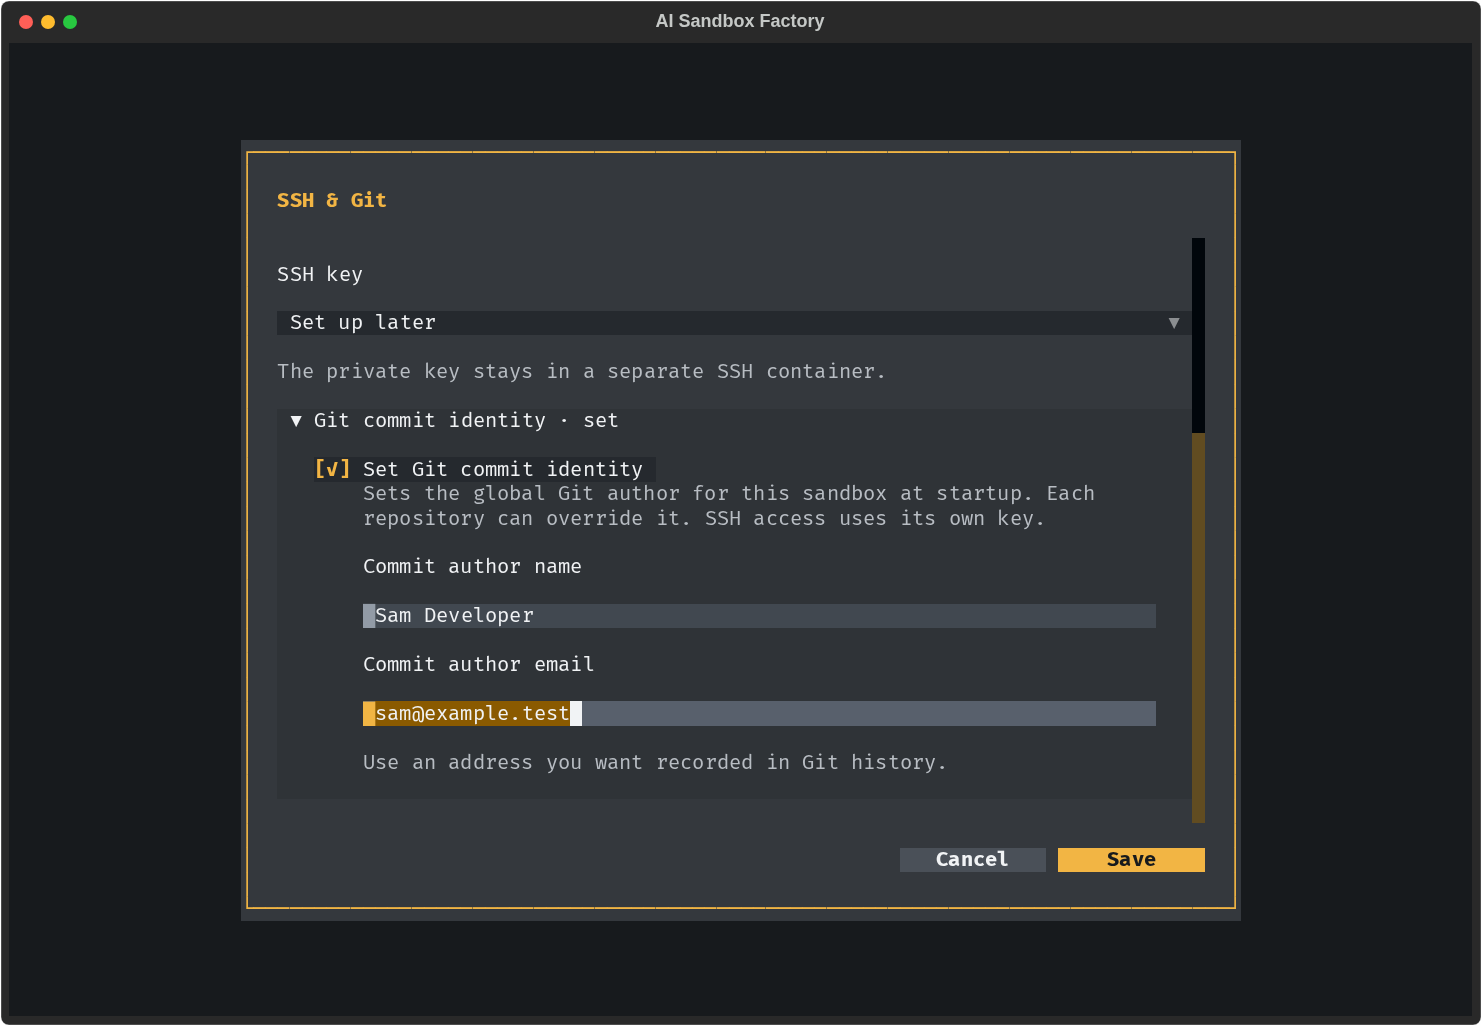 AI Sandbox Factory
SSH & Git
SSH key
Set up later ▼
The private key stays in a separate SSH container.
▼ Git commit identity · set
[√] Set Git commit identity
Sets the global Git author for this sandbox at startup. Each
repository can override it. SSH access uses its own key.
Commit author name
Sam Developer
Commit author email
sam@example.test
Use an address you want recorded in Git history.
Cancel Save